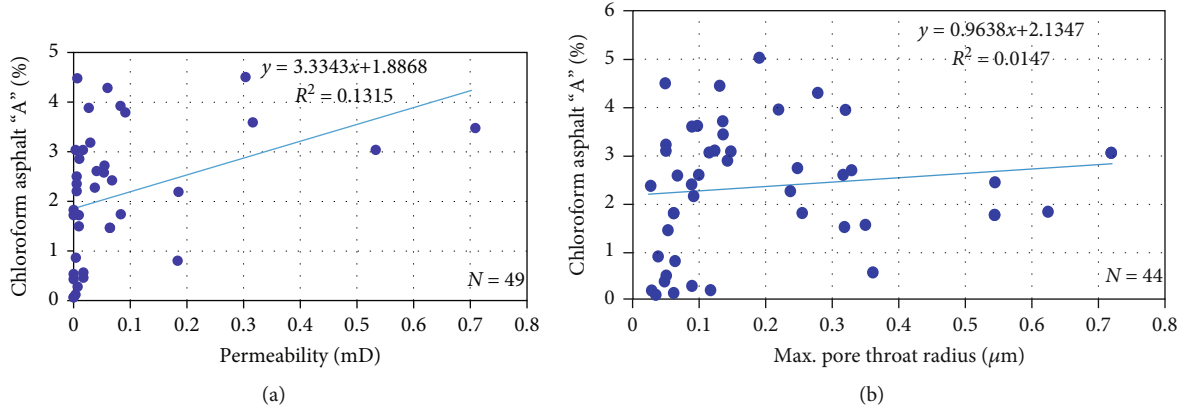 5
4
3
2
1
0
Chloroform asphalt “A” (%)
y = 3.3343x+1.8868
R² = 0.1315
N = 49
0 0.1 0.2 0.3 0.4 0.5 0.6 0.7 0.8
Permeability (mD)
(a)
6
5
4
3
2
1
0
Chloroform asphalt “A” (%)
y = 0.9638x+2.1347
R² = 0.0147
N = 44
0 0.1 0.2 0.3 0.4 0.5 0.6 0.7 0.8
Max. pore throat radius (μm)
(b)